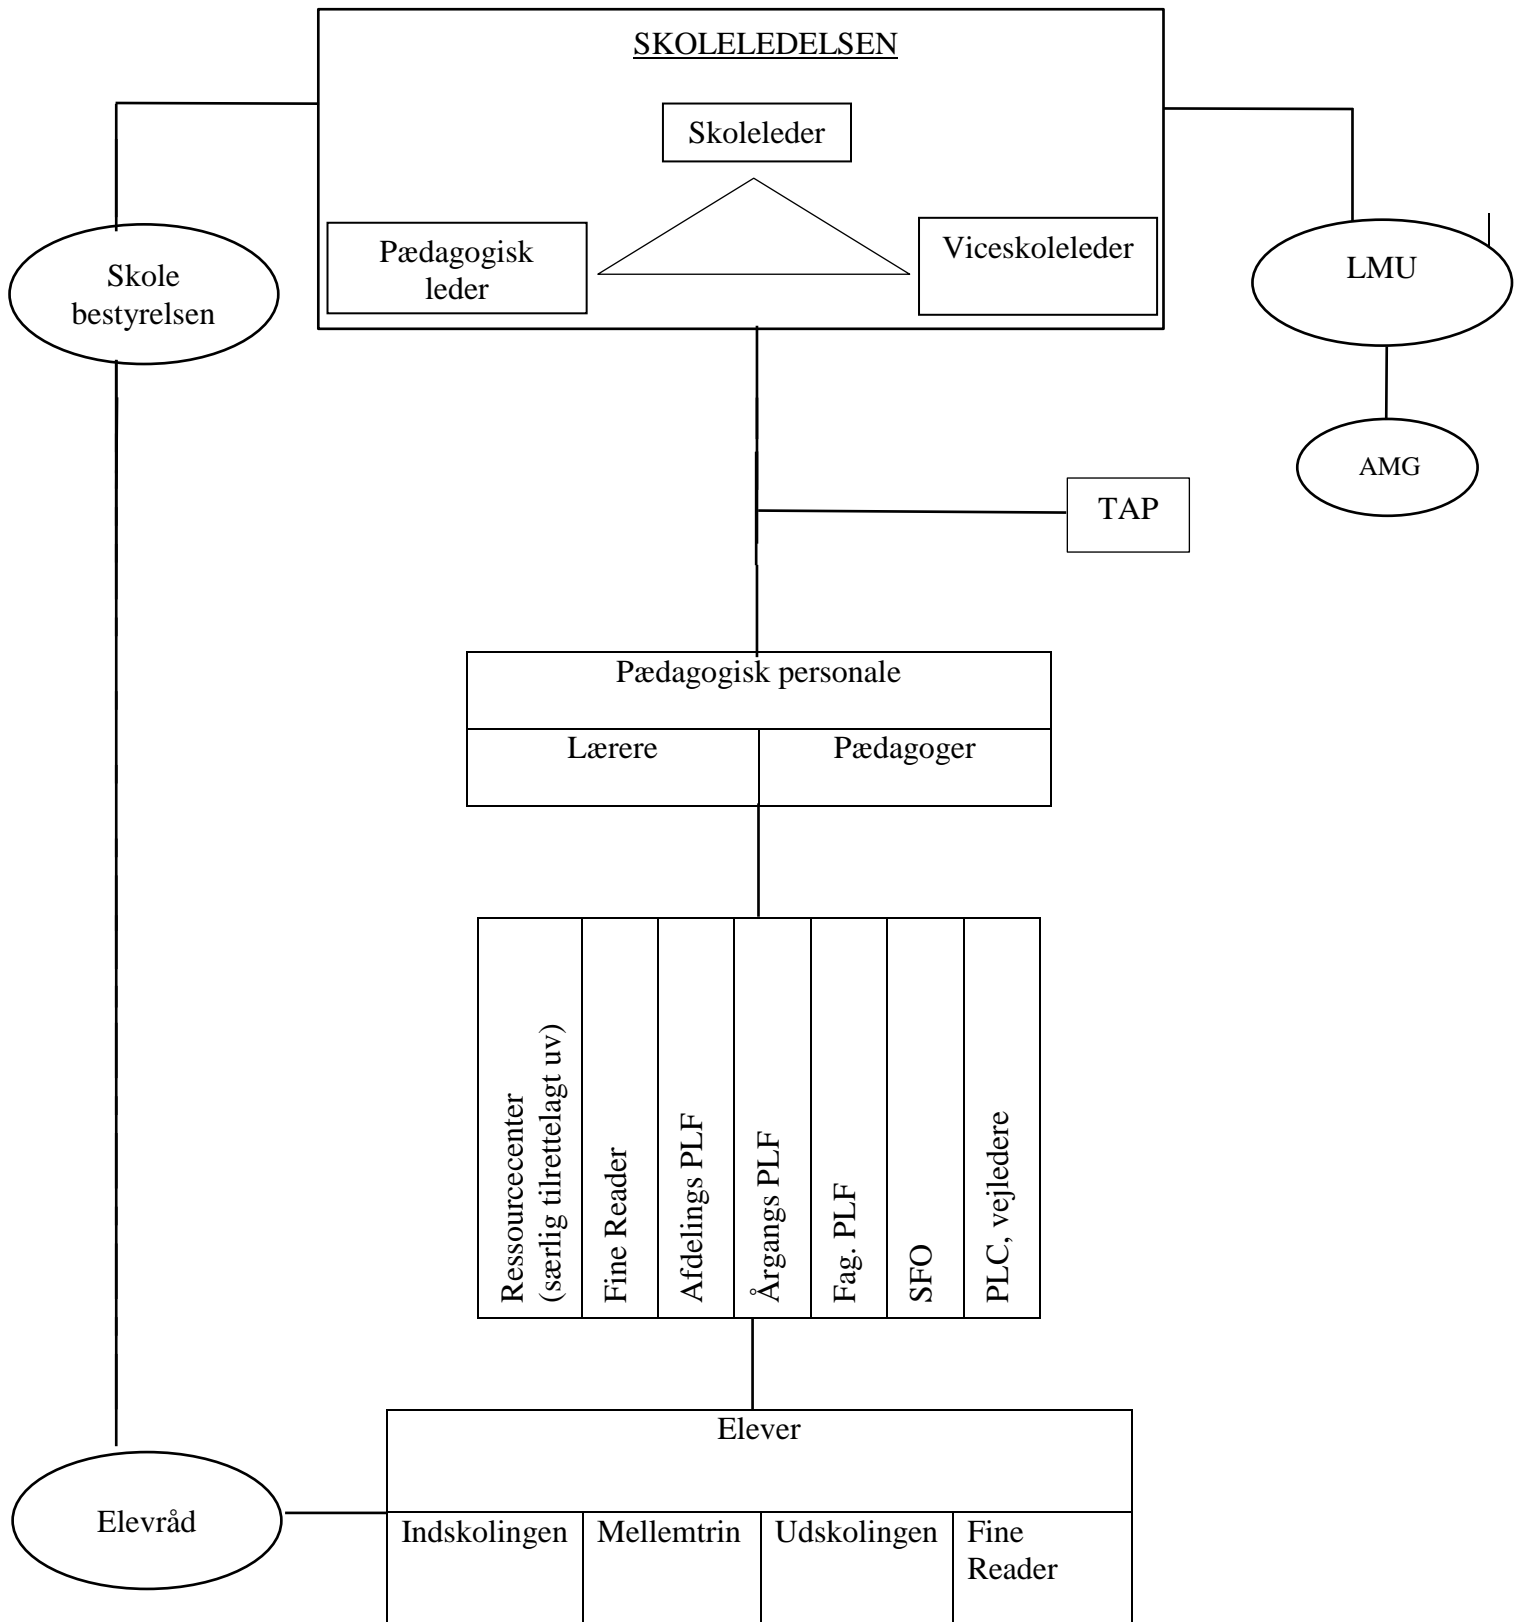 SKOLELEDELSEN
Skoleleder
Pædagogisk
leder
Viceskoleleder
Skole
bestyrelsen
LMU
AMG
TAP
Pædagogisk personale
Lærere
Pædagoger
Ressourcecenter
(særlig tilrettelagt uv)
Fine Reader
Afdelings PLF
Årgangs PLF
Fag. PLF
SFO
PLC, vejledere
Elever
Elevråd
Indskolingen
Mellemtrin
Udskolingen
Fine
Reader